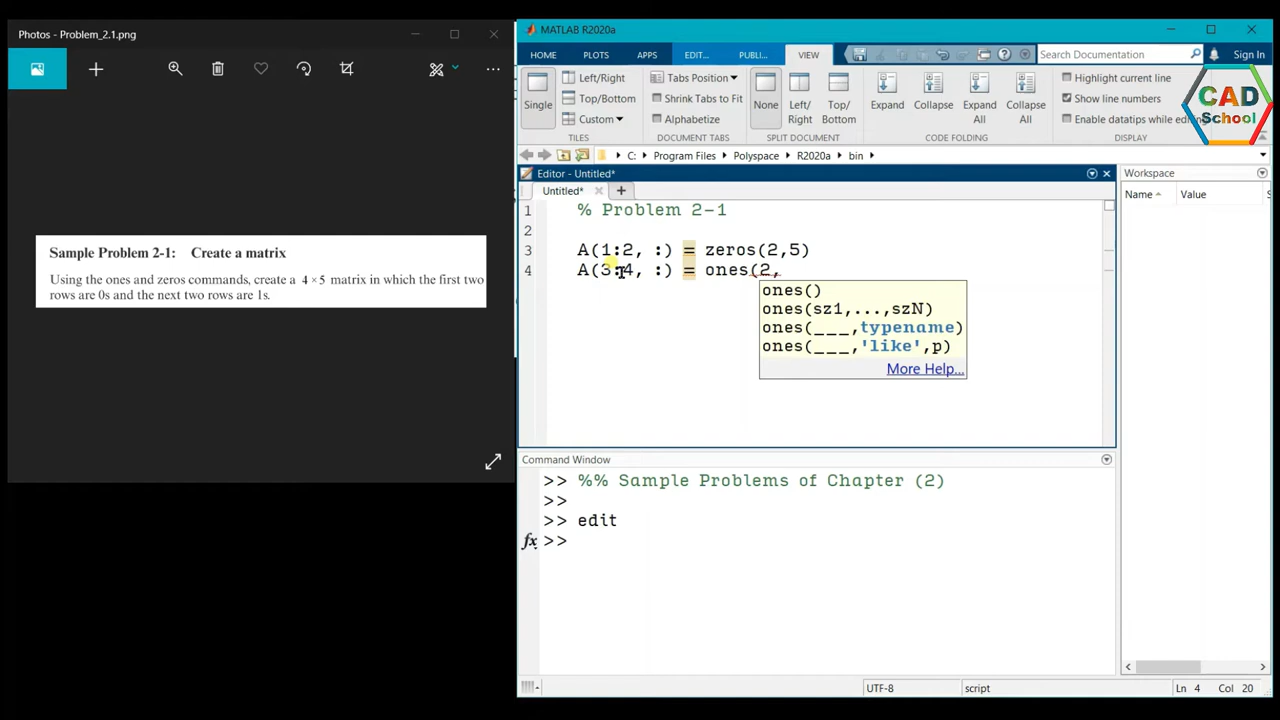 Photos - Problem_2.1.png
Sample Problem 2-1: Create a matrix
Using the ones and zeros commands, create a 4 × 5 matrix in which the first two
rows are 0s and the next two rows are 1s.
MATLAB R2020a
HOME PLOTS APPS EDIT... PUBLI... VIEW Search Documentation Sign In
Single
Left/Right
Top/Bottom
Custom
TILES
Tabs Position
Shrink Tabs to Fit
Alphabetize
DOCUMENT TABS
None
Left/
Right
Top/
Bottom
SPLIT DOCUMENT
Expand
Collapse
Expand
All
Collapse
All
CODE FOLDING
Highlight current line
Show line numbers
Enable datatips while editing
DISPLAY
CAD
School
C: Program Files Polyspace R2020a bin
Editor - Untitled*
Untitled*
1 % Problem 2-1
2
3 A(1:2, :) = zeros(2,5)
4 A(3:4, :) = ones(2,
ones()
ones(sz1,...,szN)
ones(___,typename)
ones(___,'like',p)
More Help...
Workspace
Name Value
Command Window
>> %% Sample Problems of Chapter (2)
>>
>> edit
fx >>
UTF-8 script Ln 4 Col 20